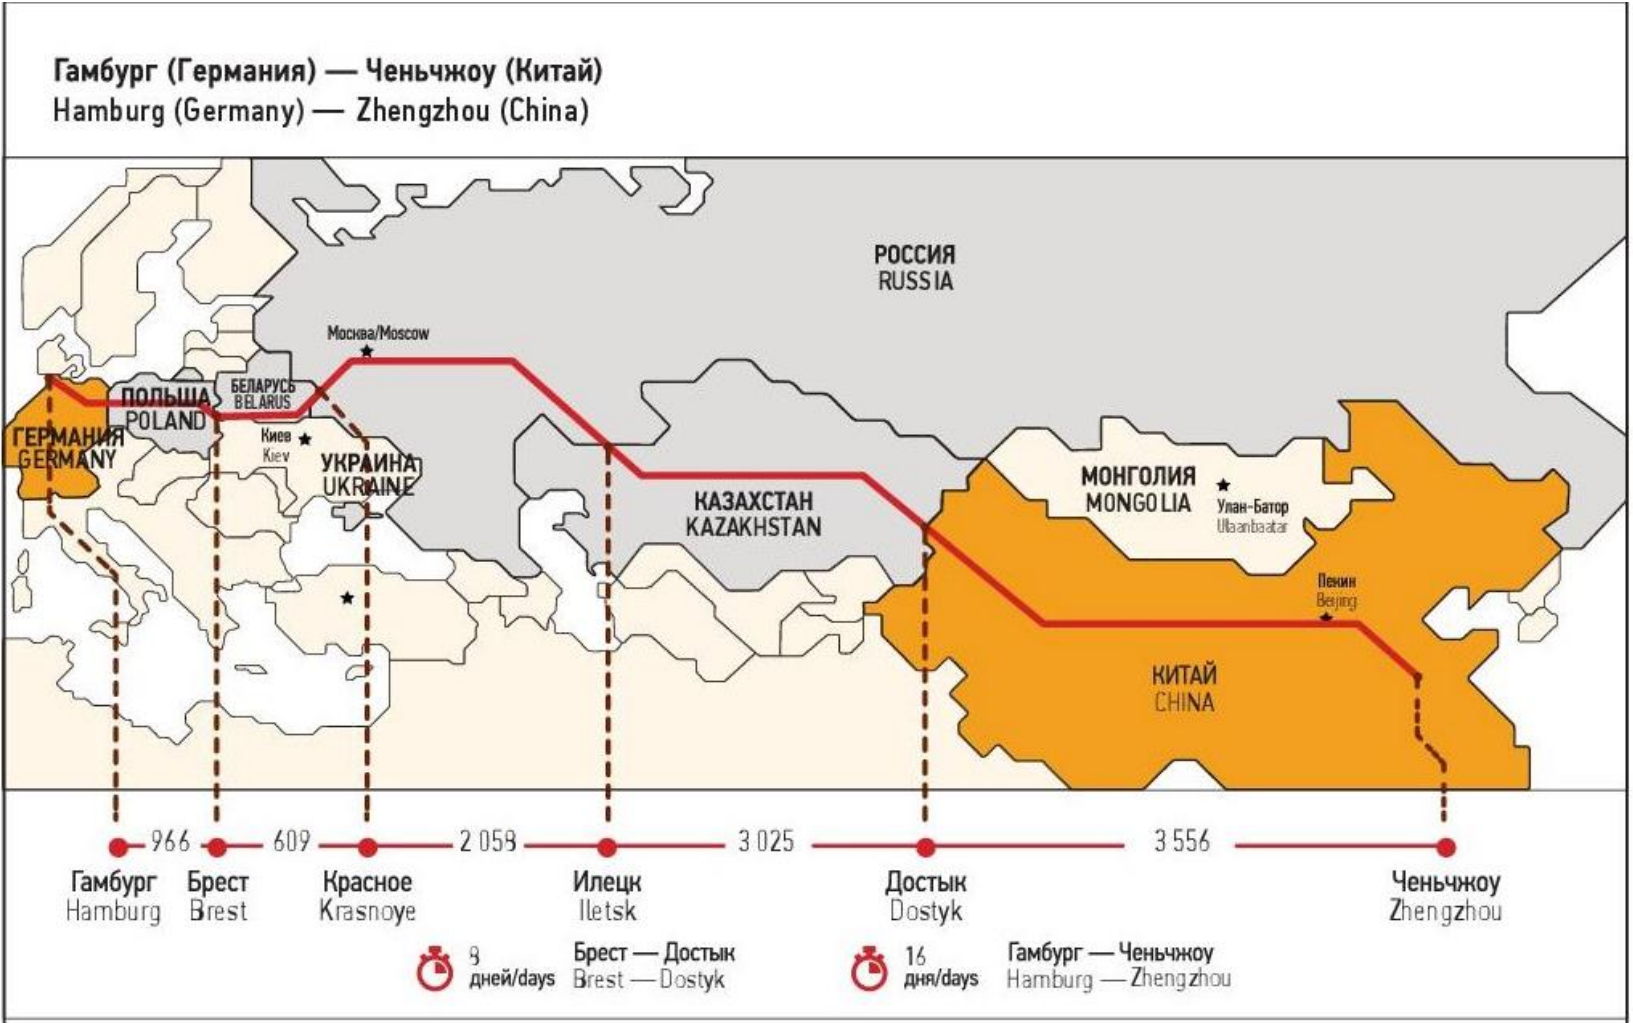 Гамбург (Германия) — Ченьчжоу (Китай)
Hamburg (Germany) — Zhengzhou (China)
РОССИЯ
RUSSIA
Москва/Moscow
ПОЛЬША
POLAND
БЕЛАРУСЬ
BELARUS
ГЕРМАНИЯ
GERMANY
Киев
Kiev
УКРАИНА
UKRAINE
КАЗАХСТАН
KAZAKHSTAN
МОНГОЛИЯ
MONGOLIA
Улан-Батор
Ulaanbaatar
Пекин
Beijing
КИТАЙ
CHINA
966 609 2 058 3 025 3 556
Гамбург Брест Красное Илецк Достык Ченьчжоу
Hamburg Brest Krasnoye Iletsk Dostyk Zhengzhou
8 Брест — Достык 16 Гамбург — Ченьчжоу
дней/days Brest — Dostyk дня/days Hamburg — Zhengzhou